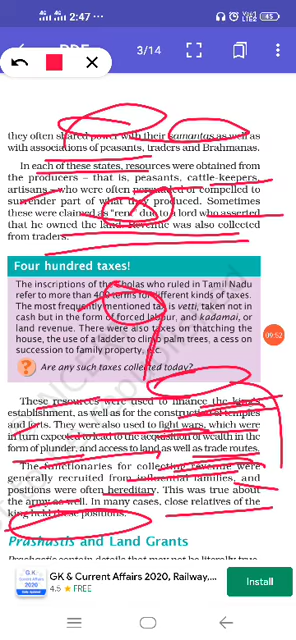 2:47
45
PDF
3/14
they often shared power with their samantas as well as
with associations of peasants, traders and Brahmanas.
In each of these states, resources were obtained from
the producers – that is, peasants, cattle-keepers,
artisans – who were often persuaded or compelled to
surrender part of what they produced. Sometimes
these were claimed as "rent" due to a lord who asserted
that he owned the land. Revenue was also collected
from traders.
Four hundred taxes!
The inscriptions of the Cholas who ruled in Tamil Nadu
refer to more than 400 terms for different kinds of taxes.
The most frequently mentioned tax is vetti, taken not in
cash but in the form of forced labour, and kadamai, or
land revenue. There were also taxes on thatching the
house, the use of a ladder to climb palm trees, a cess on
succession to family property, etc.
Are any such taxes collected today?
09:52
These resources were used to finance the king's
establishment, as well as for the construction of temples
and forts. They were also used to fight wars, which were
in turn expected to lead to the acquisition of wealth in the
form of plunder, and access to land as well as trade routes.
The functionaries for collecting revenue were
generally recruited from influential families, and
positions were often hereditary. This was true about
the army as well. In many cases, close relatives of the
king held these positions.
Prashastis and Land Grants
Prashastis contain details that may not be literally true
GK & Current Affairs 2020, Railway,...
4.5 ★ FREE
Install